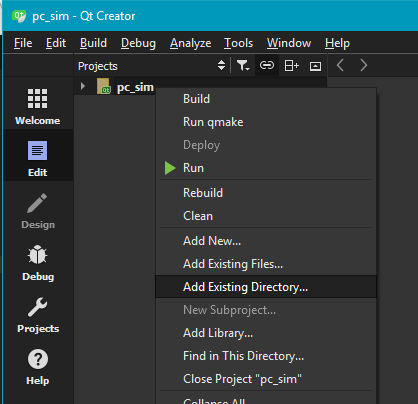 pc_sim - Qt Creator
File Edit Build Debug Analyze Tools Window Help
Projects
pc_sim
Welcome
Edit
Design
Debug
Projects
Help
Build
Run qmake
Deploy
Run
Rebuild
Clean
Add New...
Add Existing Files...
Add Existing Directory...
New Subproject...
Add Library...
Find in This Directory...
Close Project "pc_sim"
Collapse All